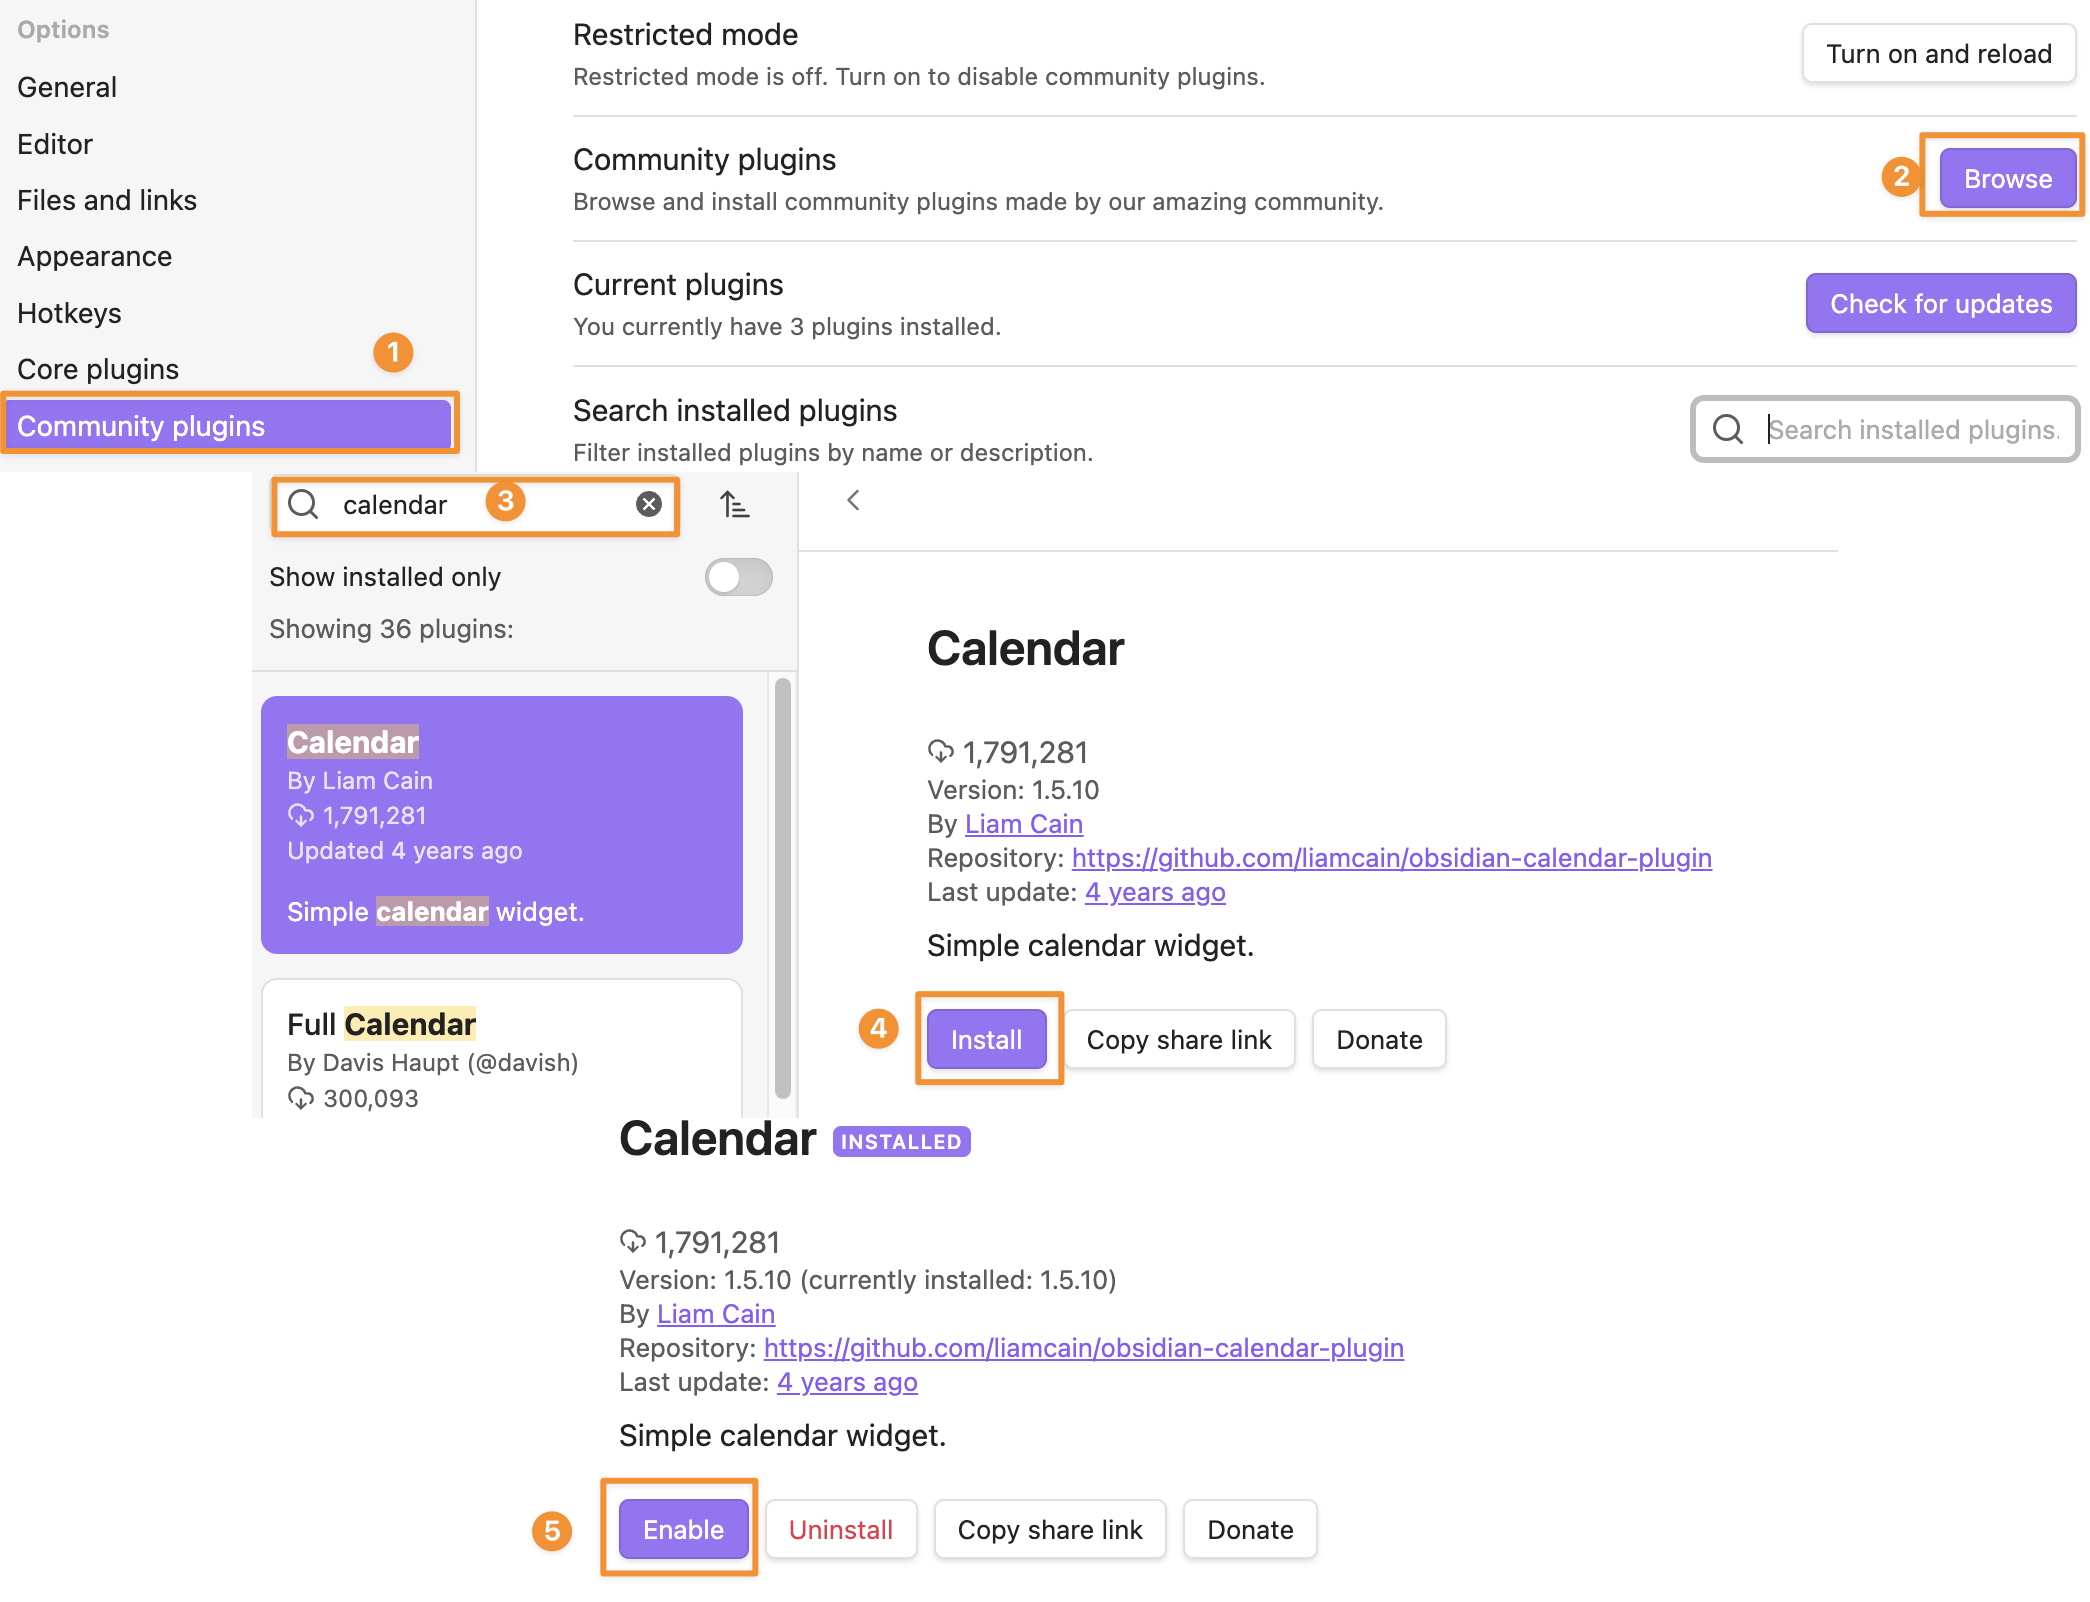 Options
General
Editor
Files and links
Appearance
Hotkeys
Core plugins
1
Community plugins
Restricted mode
Restricted mode is off. Turn on to disable community plugins.
Turn on and reload
Community plugins
Browse and install community plugins made by our amazing community.
2
Browse
Current plugins
You currently have 3 plugins installed.
Check for updates
Search installed plugins
Filter installed plugins by name or description.
Search installed plugins.
calendar
3
Show installed only
Showing 36 plugins:
Calendar
By Liam Cain
1,791,281
Updated 4 years ago
Simple calendar widget.
Full Calendar
By Davis Haupt (@davish)
300,093
Calendar
1,791,281
Version: 1.5.10
By Liam Cain
Repository: https://github.com/liamcain/obsidian-calendar-plugin
Last update: 4 years ago
Simple calendar widget.
4
Install
Copy share link
Donate
Calendar INSTALLED
1,791,281
Version: 1.5.10 (currently installed: 1.5.10)
By Liam Cain
Repository: https://github.com/liamcain/obsidian-calendar-plugin
Last update: 4 years ago
Simple calendar widget.
5
Enable
Uninstall
Copy share link
Donate